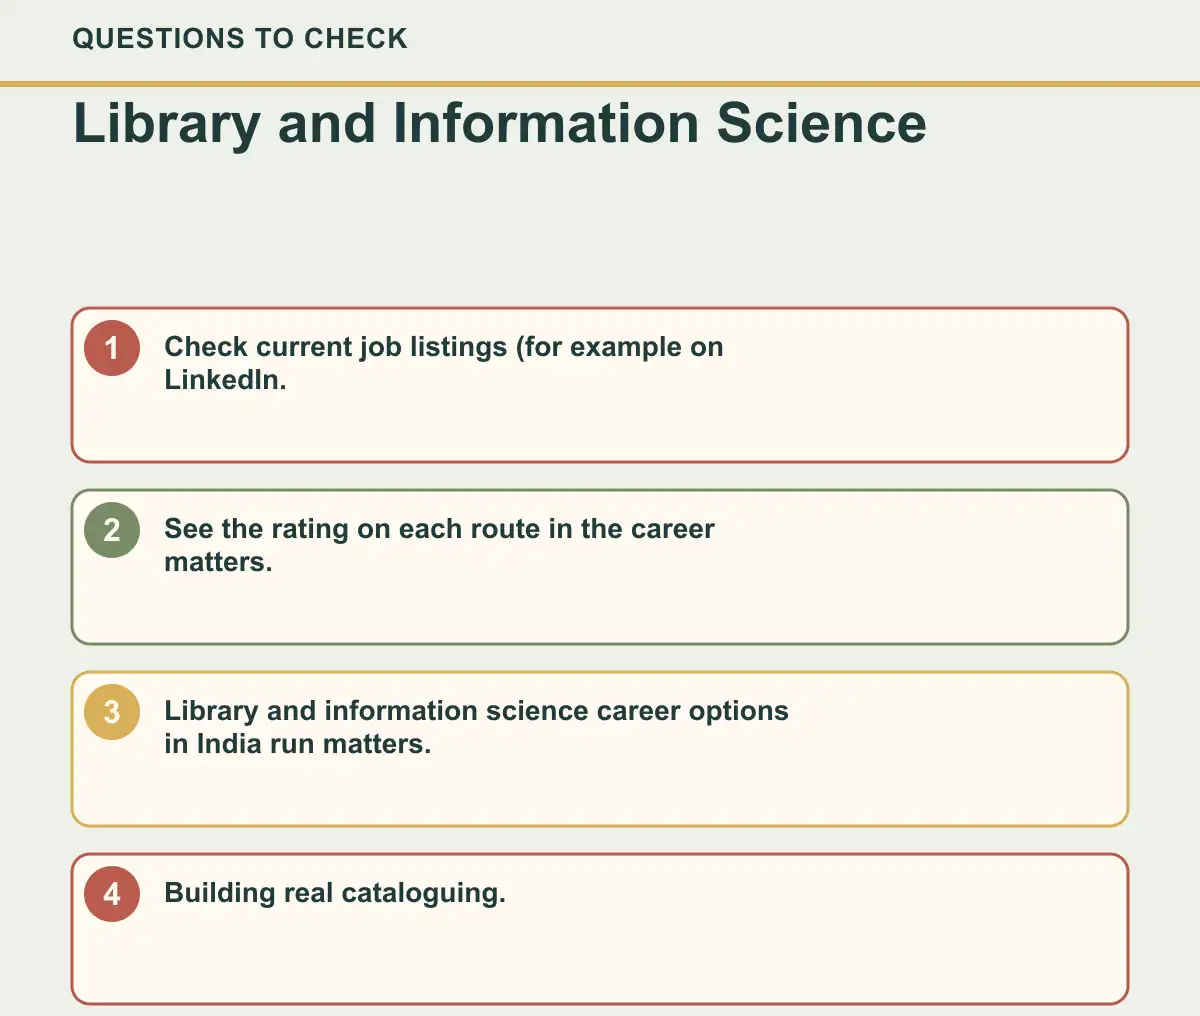 QUESTIONS TO CHECK
Library and Information Science
1
Check current job listings (for example on
LinkedIn.
2
See the rating on each route in the career
matters.
3
Library and information science career options
in India run matters.
4
Building real cataloguing.